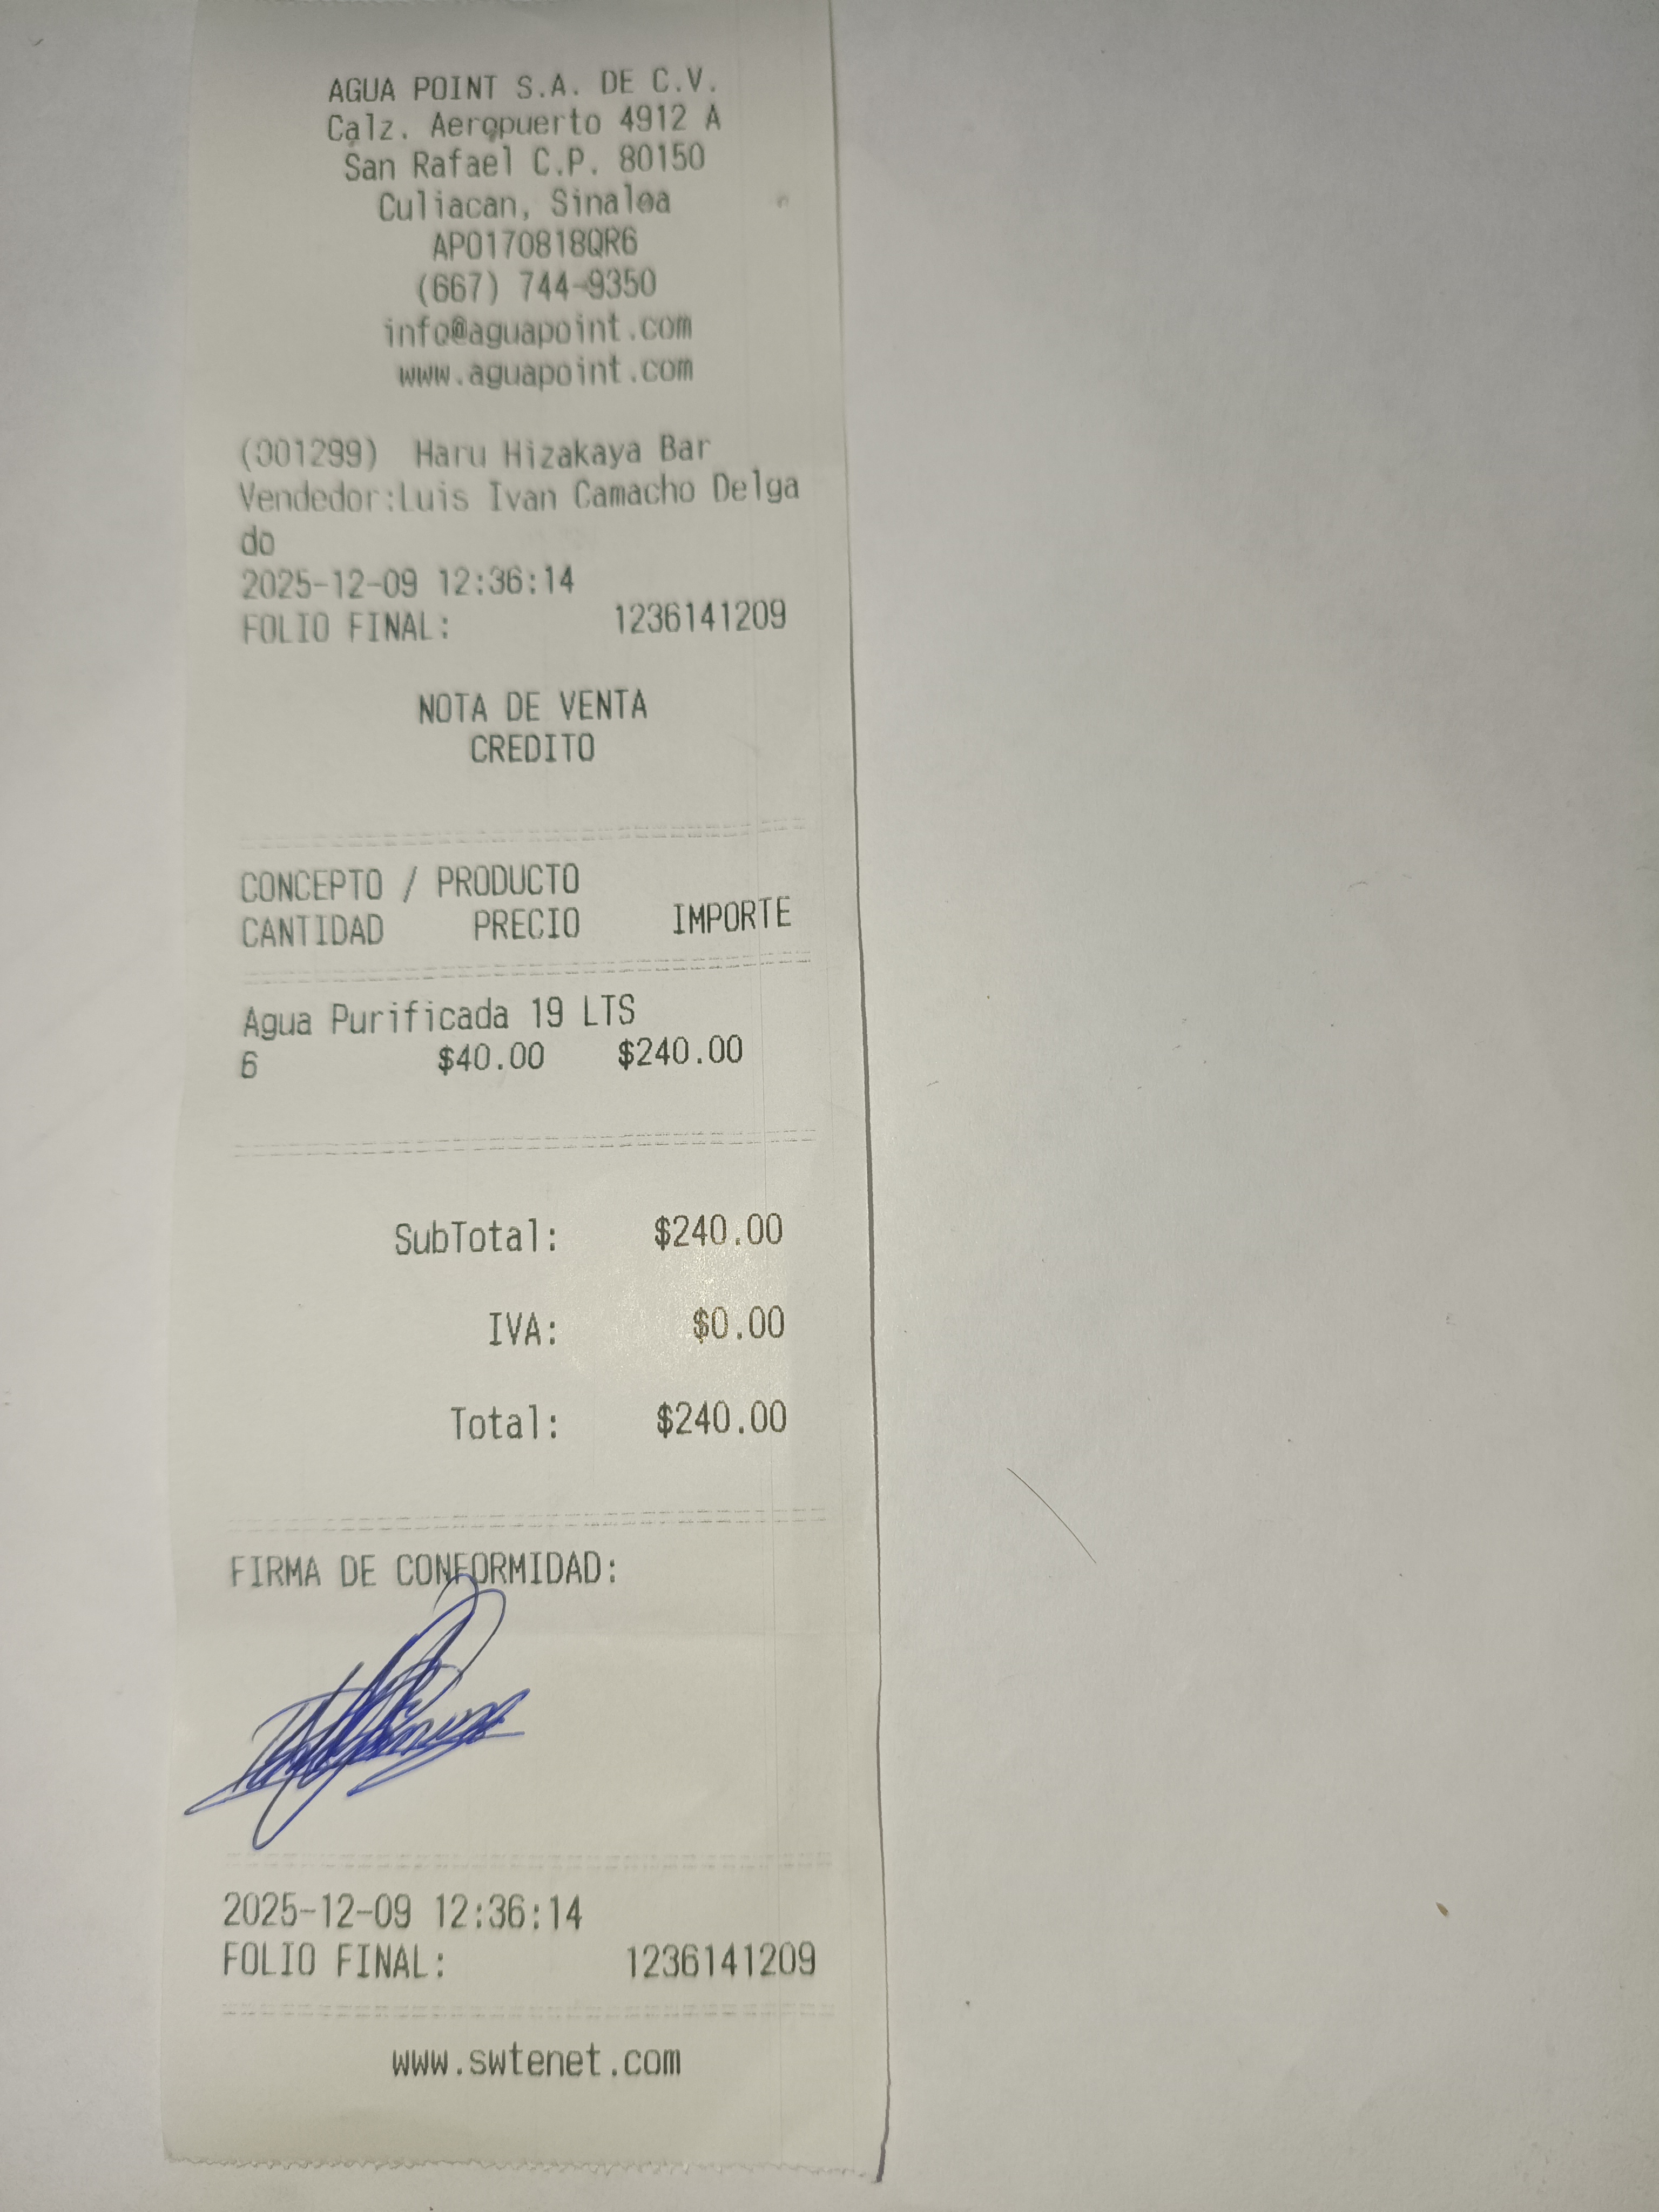 AGUA POINT S.A. DE C.V.
Calz. Aeropuerto 4912 A
San Rafael C.P. 80150
Culiacan, Sinaloa
APO170818QR6
(667) 744-9350
info@aguapoint.com
www.aguapoint.com
(001299) Haru Hizakaya Bar
Vendedor:Luis Ivan Camacho Delga
do
2025-12-09 12:36:14
FOLIO FINAL: 1236141209
NOTA DE VENTA
CREDITO
CONCEPTO / PRODUCTO
CANTIDAD PRECIO IMPORTE
Agua Purificada 19 LTS
6 $40.00 $240.00
SubTotal: $240.00
IVA: $0.00
Total: $240.00
FIRMA DE CONFORMIDAD:
2025-12-09 12:36:14
FOLIO FINAL: 1236141209
www.swtenet.com